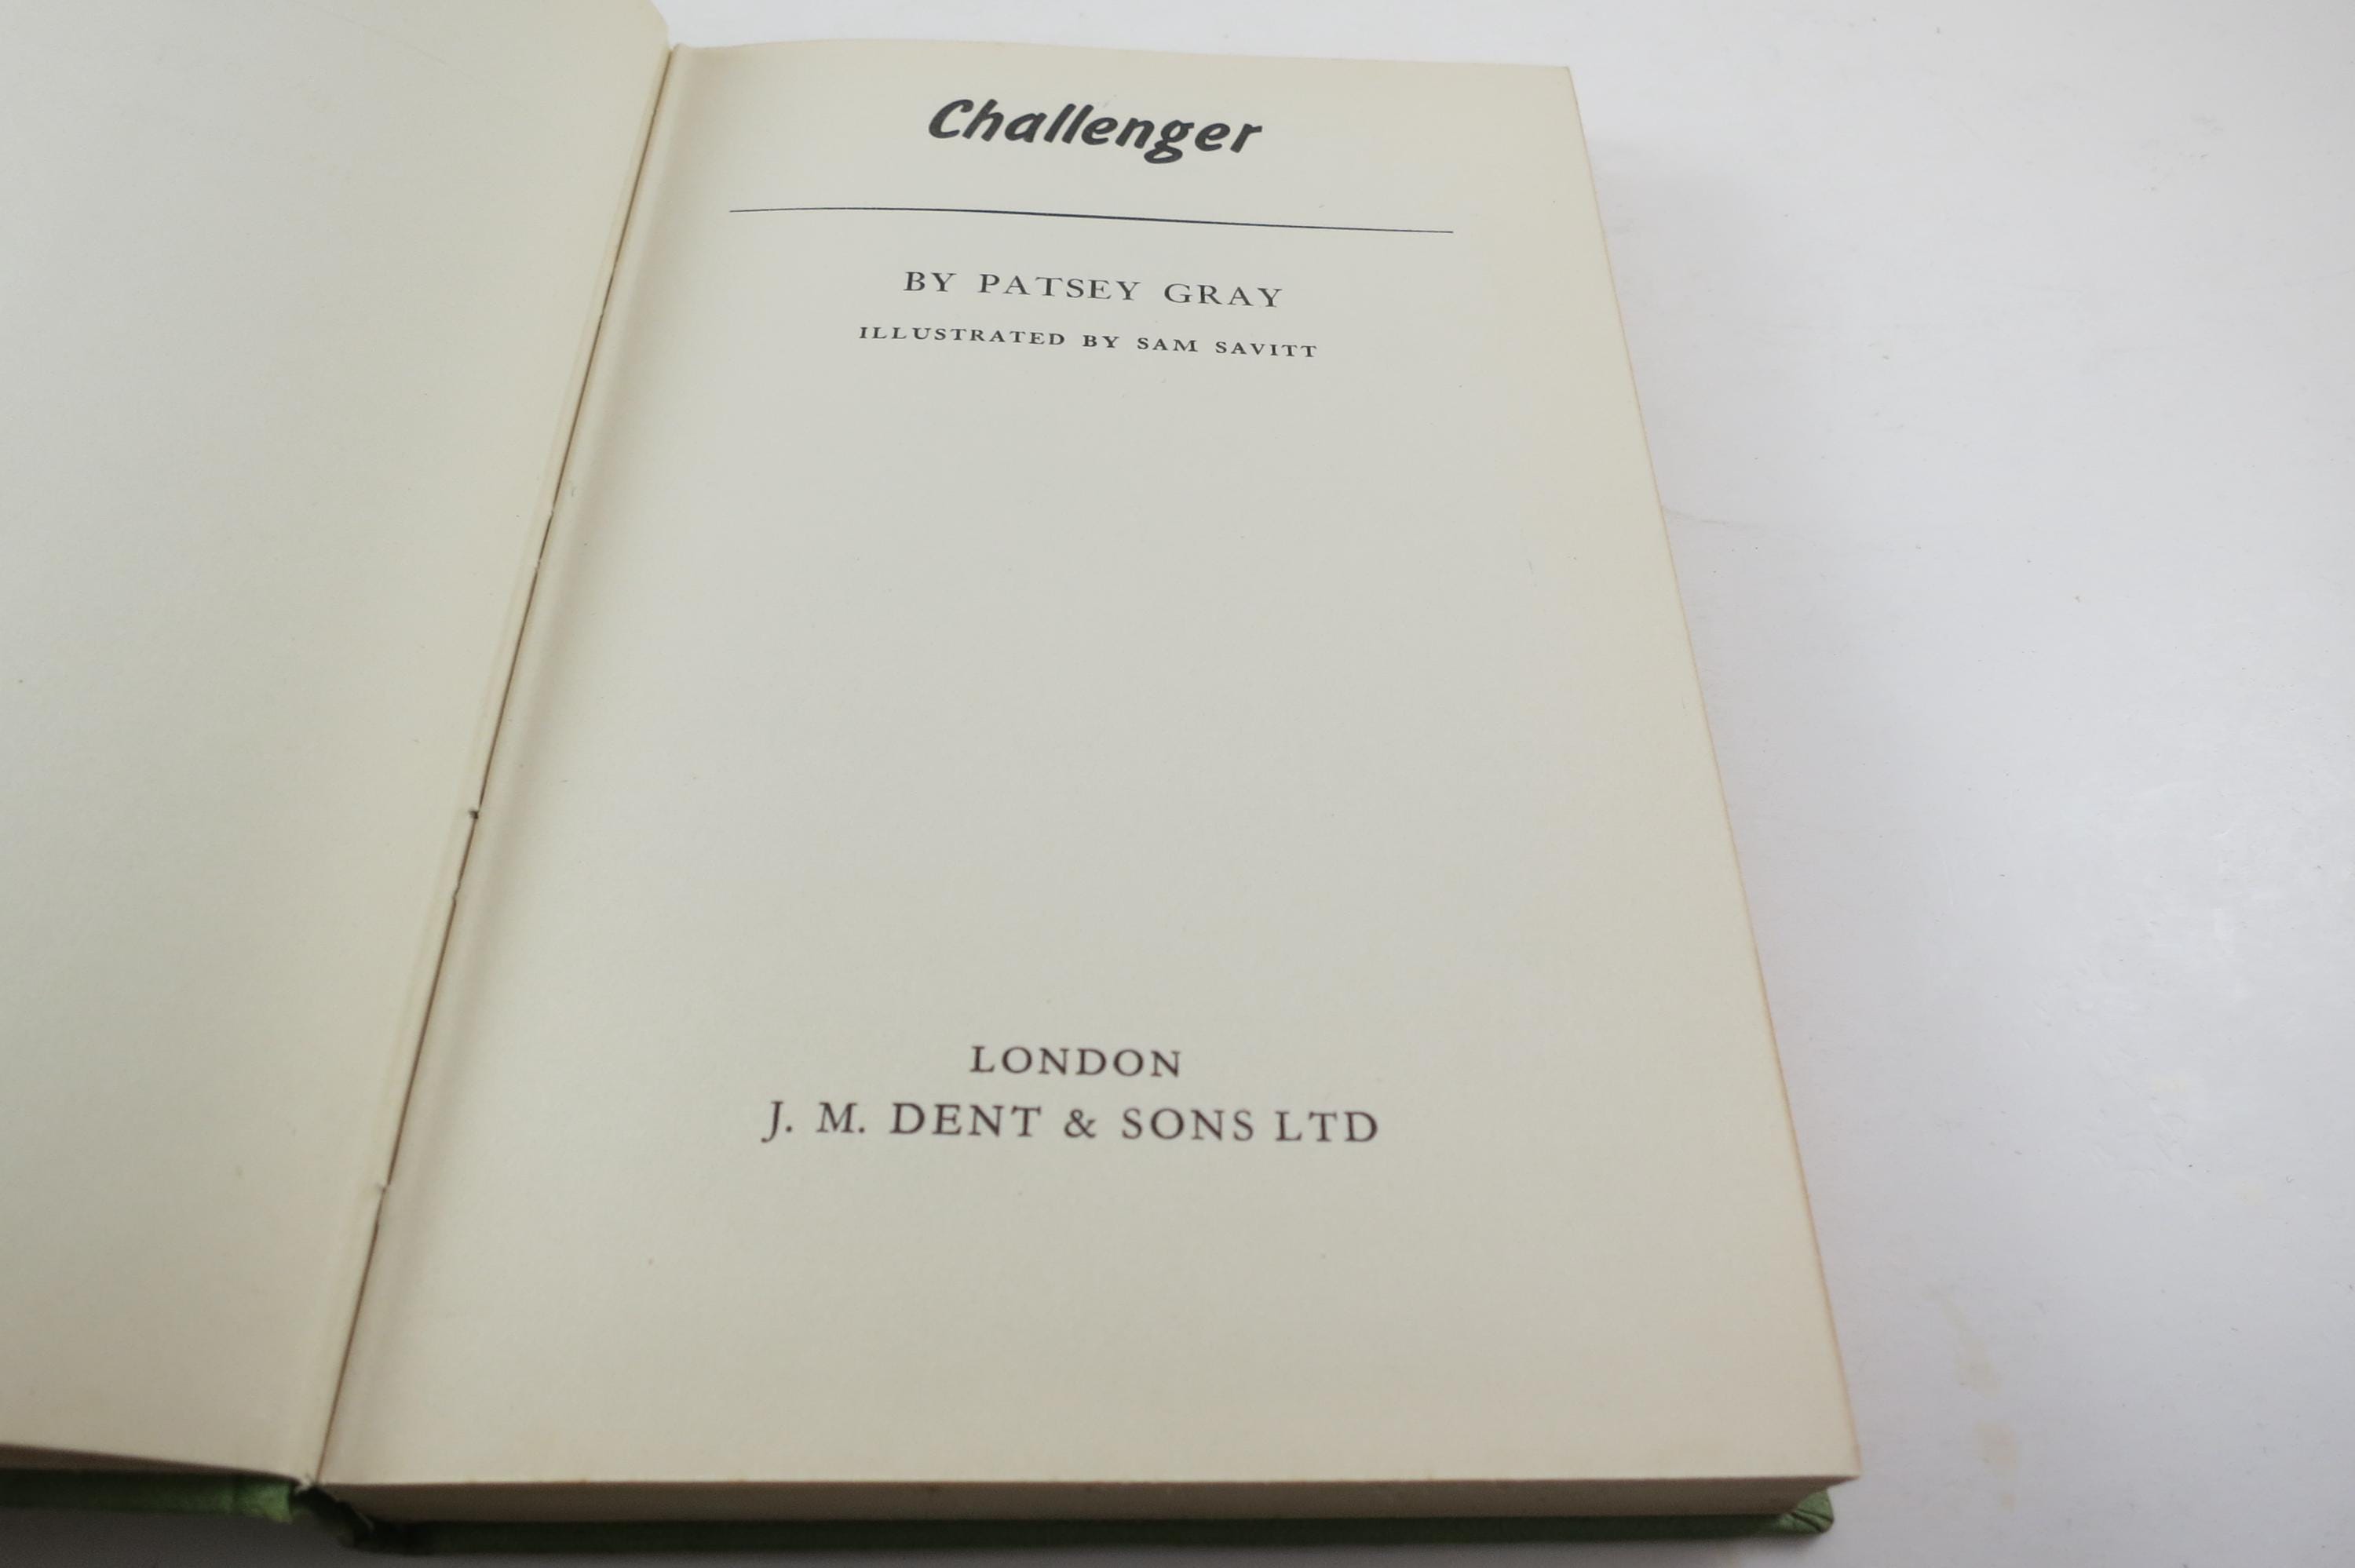 Challenger
BY PATSEY GRAY
ILLUSTRATED BY SAM SAVITT
LONDON
J. M. DENT & SONS LTD